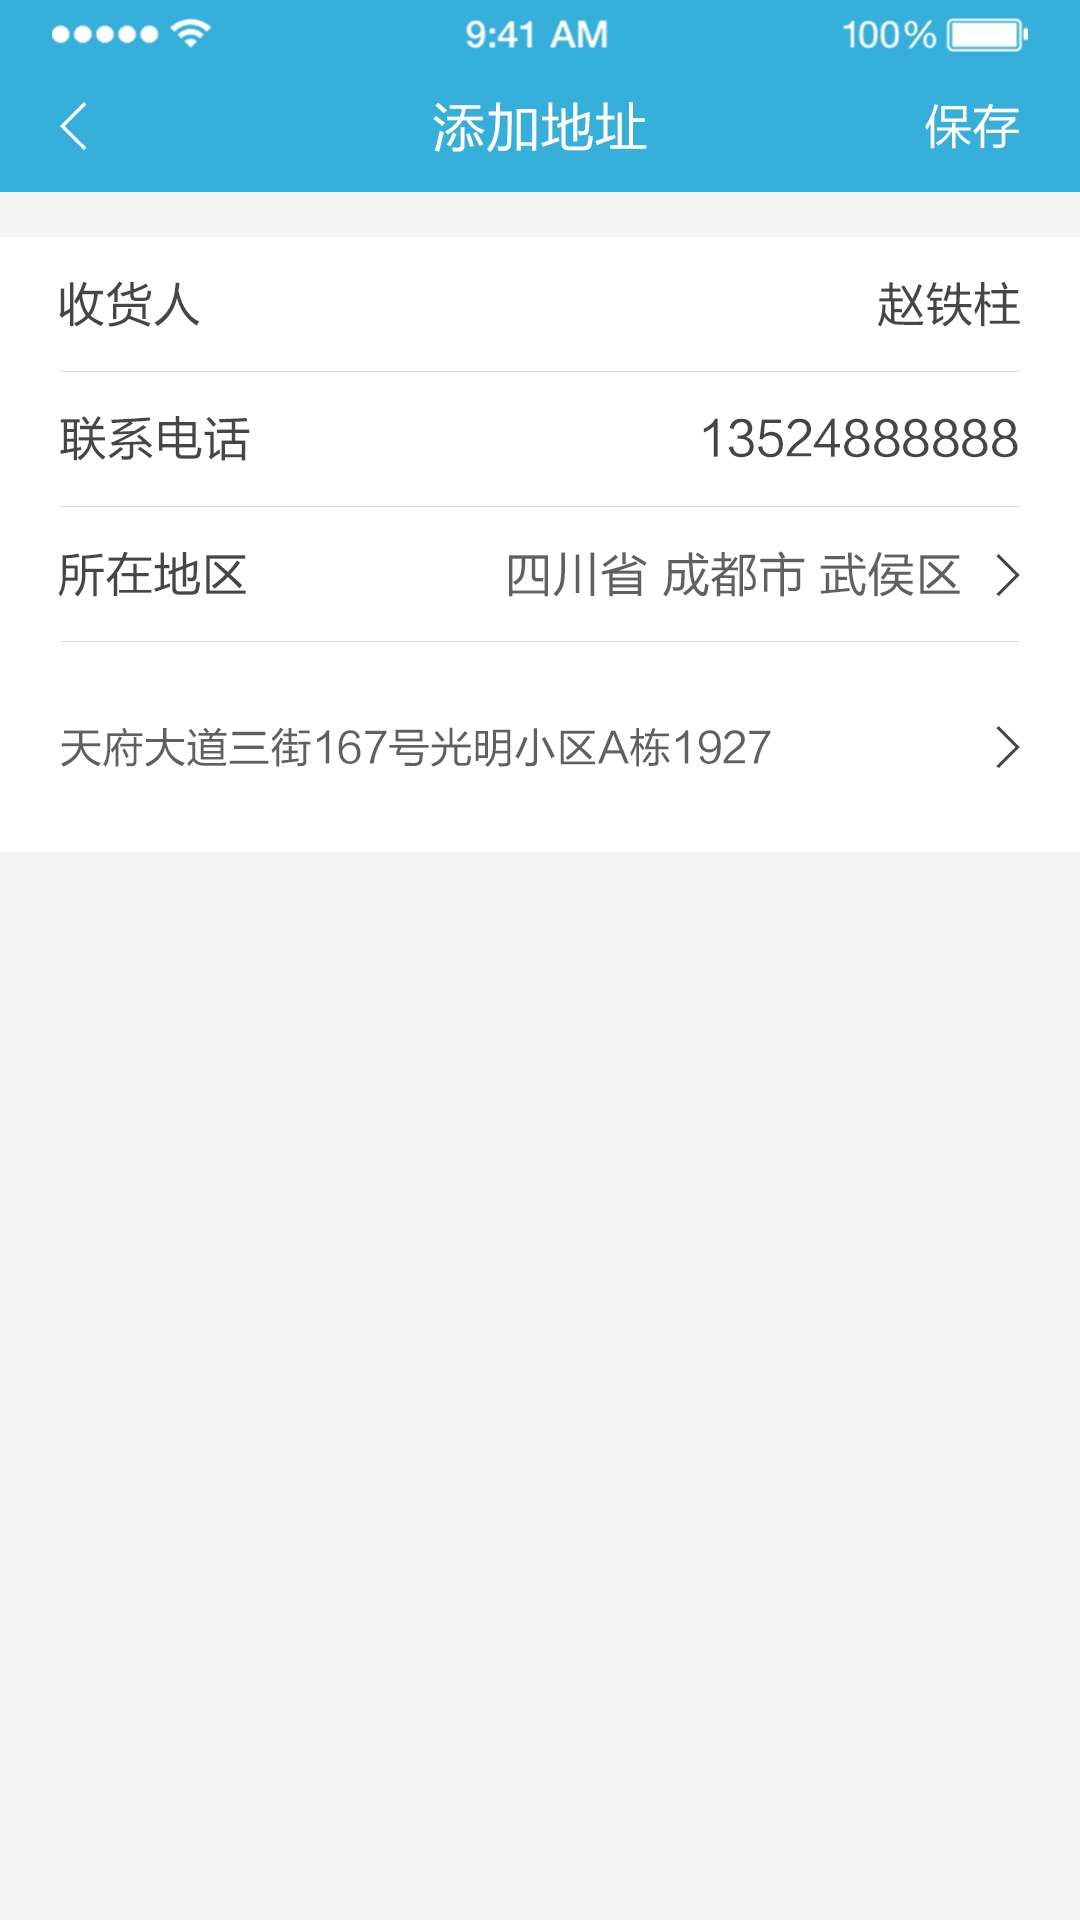 9:41 AM 100%
添加地址 保存
收货人 赵铁柱
联系电话 13524888888
所在地区 四川省 成都市 武侯区
天府大道三街167号光明小区A栋1927